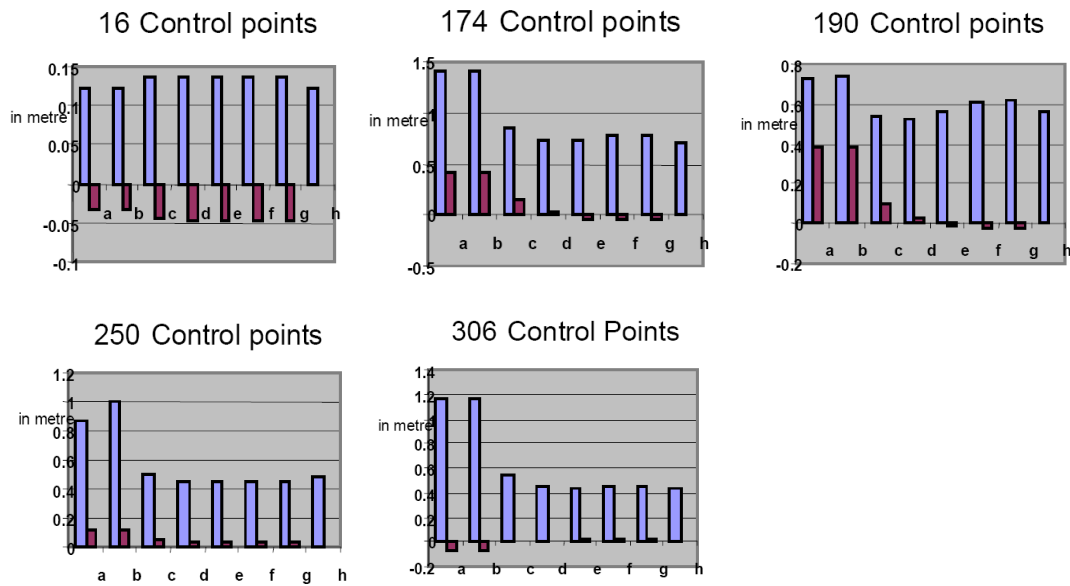 16 Control points
0.15
0.1
in metre
0.05
0
-0.05
-0.1
a b c d e f g h
174 Control points
1.5
1
in metre
0.5
0
-0.5
a b c d e f g h
190 Control points
0.8
0.6
in metre
0.4
0.2
0
-0.2
a b c d e f g h
250 Control points
1.2
1
in metre
0.8
0.6
0.4
0.2
0
a b c d e f g h
306 Control Points
1.4
1.2
1
in metre
0.8
0.6
0.4
0.2
0
-0.2
a b c d e f g h